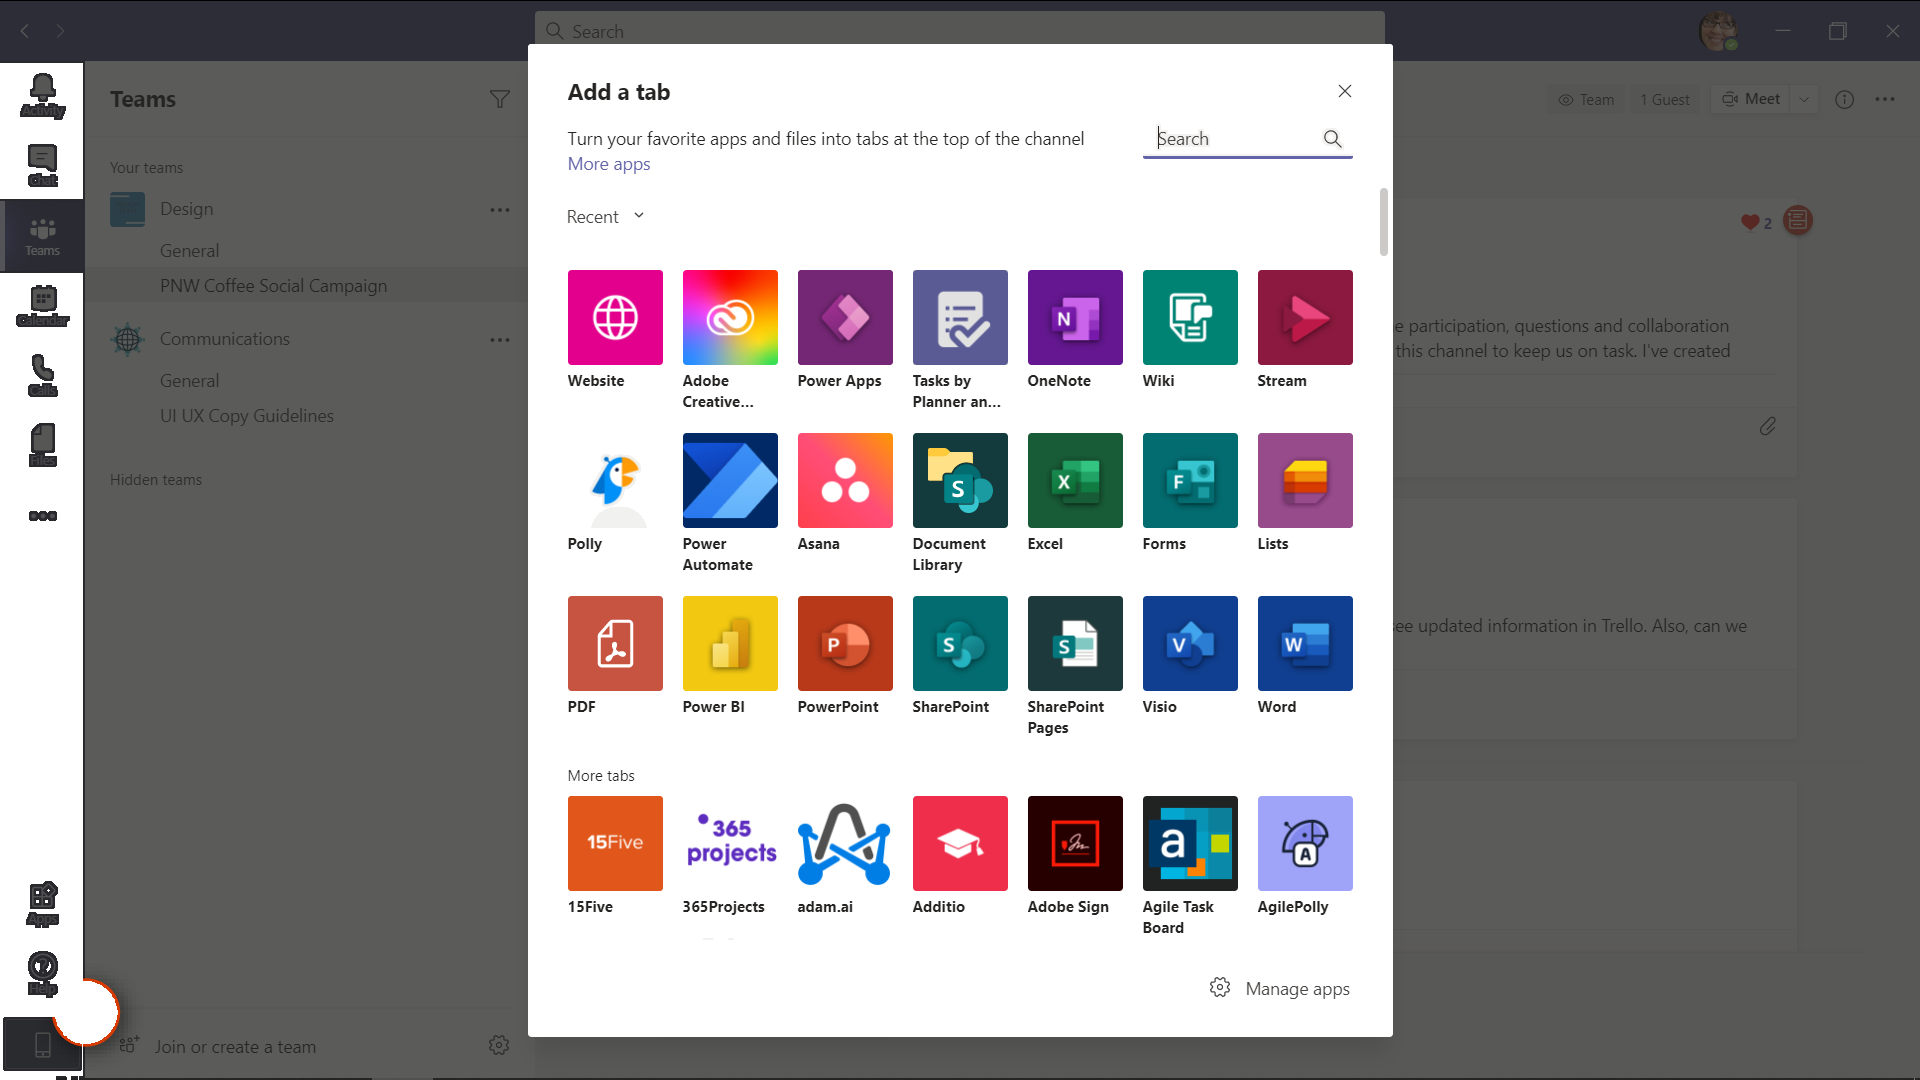 Search
Activity
Chat
Teams
Calendar
Calls
Files
Apps
Help
Teams
Your teams
Design
General
PNW Coffee Social Campaign
Communications
General
UI UX Copy Guidelines
Hidden teams
Join or create a team
Add a tab
Turn your favorite apps and files into tabs at the top of the channel
More apps
Search
Recent
Website
Adobe
Creative...
Power Apps
Tasks by
Planner an...
OneNote
Wiki
Stream
Polly
Power
Automate
Asana
Document
Library
Excel
Forms
Lists
PDF
Power BI
PowerPoint
SharePoint
SharePoint
Pages
Visio
Word
More tabs
15Five
15Five
365
projects
365Projects
adam.ai
Additio
Adobe Sign
a
Agile Task
Board
A
AgilePolly
Manage apps
Team
1 Guest
Meet
2
participation, questions and collaboration
this channel to keep us on task. I've created
updated information in Trello. Also, can we